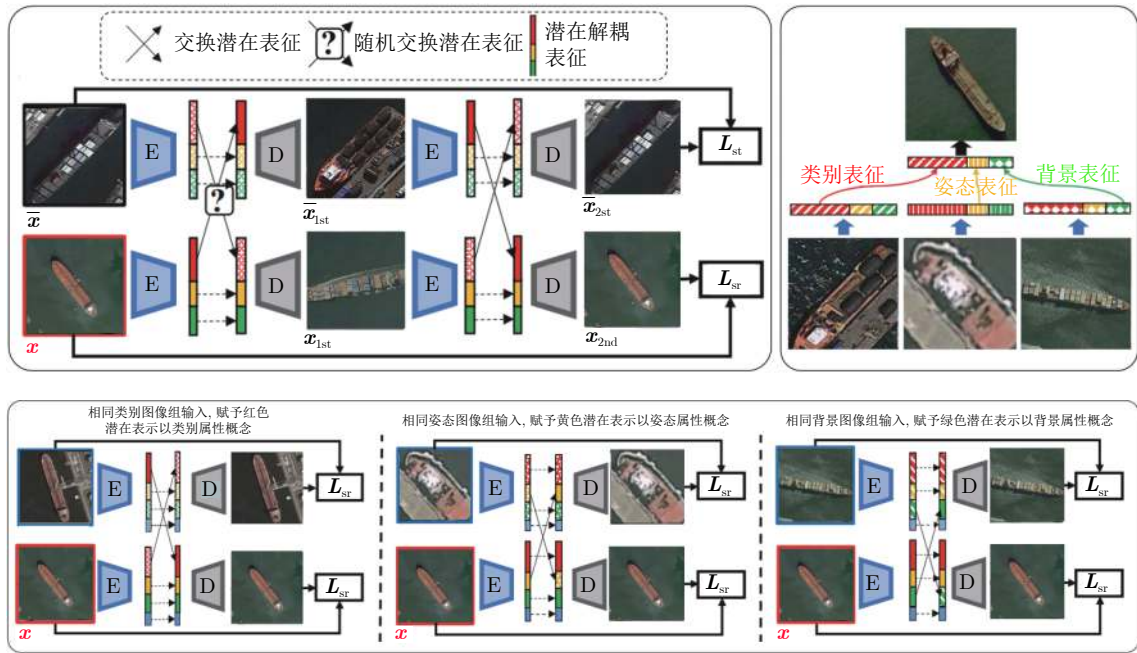 交换潜在表征
?
随机交换潜在表征
潜在解耦
表征
E
D
E
D
L_st
x̄
x̄_1st
x̄_2st
?
E
D
E
D
L_sr
x
x_1st
x_2nd
类别表征
姿态表征
背景表征
相同类别图像组输入, 赋予红色
潜在表示以类别属性概念
E
D
L_sr
E
D
L_sr
x
相同姿态图像组输入, 赋予黄色潜在表示以姿态属性概念
E
D
L_sr
E
D
L_sr
x
相同背景图像组输入, 赋予绿色潜在表示以背景属性概念
E
D
L_sr
E
D
L_sr
x